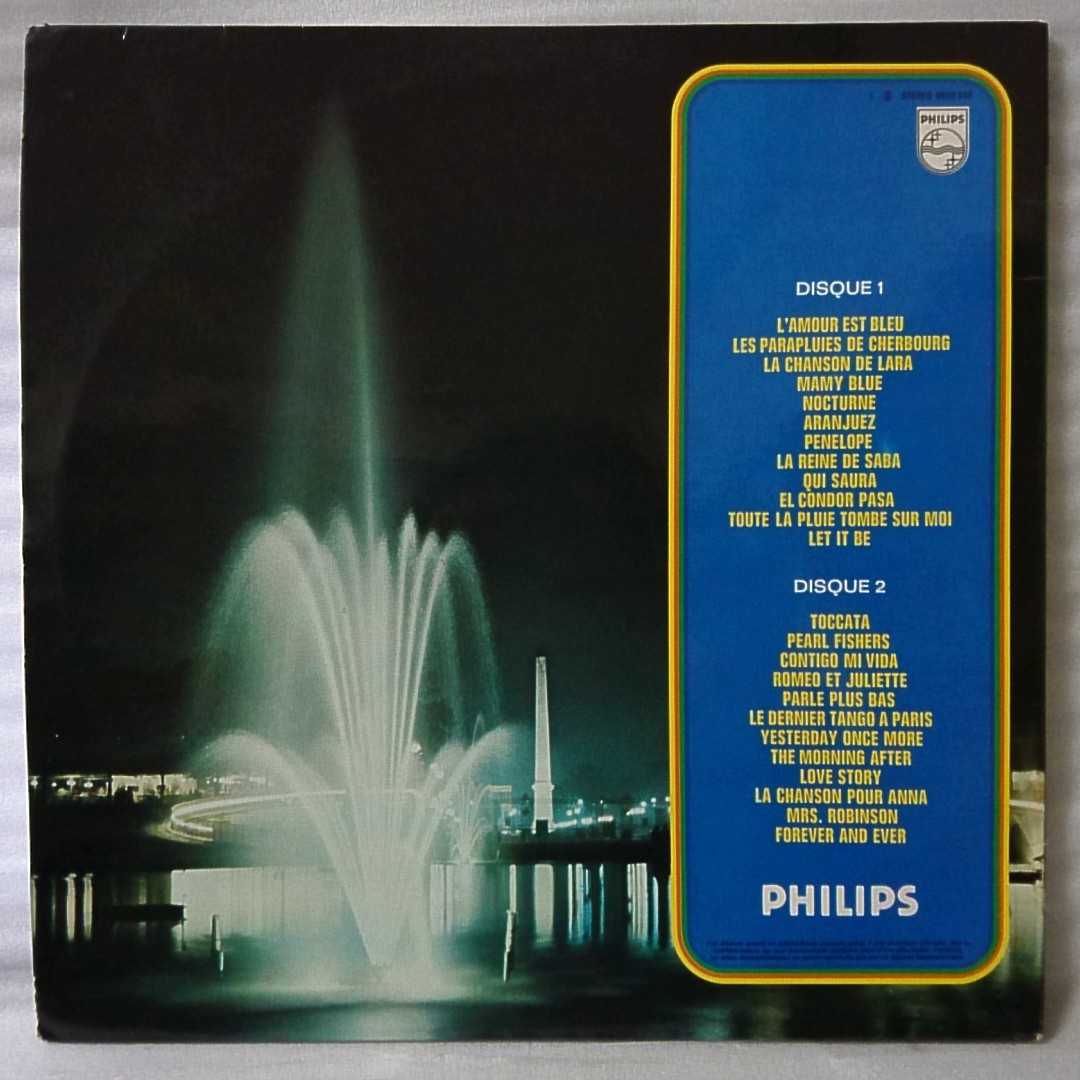 STEREO
PHILIPS
DISQUE 1
L'AMOUR EST BLEU
LES PARAPLUIES DE CHERBOURG
LA CHANSON DE LARA
MAMY BLUE
NOCTURNE
ARANJUEZ
PENELOPE
LA REINE DE SABA
QUI SAURA
EL CONDOR PASA
TOUTE LA PLUIE TOMBE SUR MOI
LET IT BE
DISQUE 2
TOCCATA
PEARL FISHERS
CONTIGO MI VIDA
ROMEO ET JULIETTE
PARLE PLUS BAS
LE DERNIER TANGO A PARIS
YESTERDAY ONCE MORE
THE MORNING AFTER
LOVE STORY
LA CHANSON POUR ANNA
MRS. ROBINSON
FOREVER AND EVER
PHILIPS